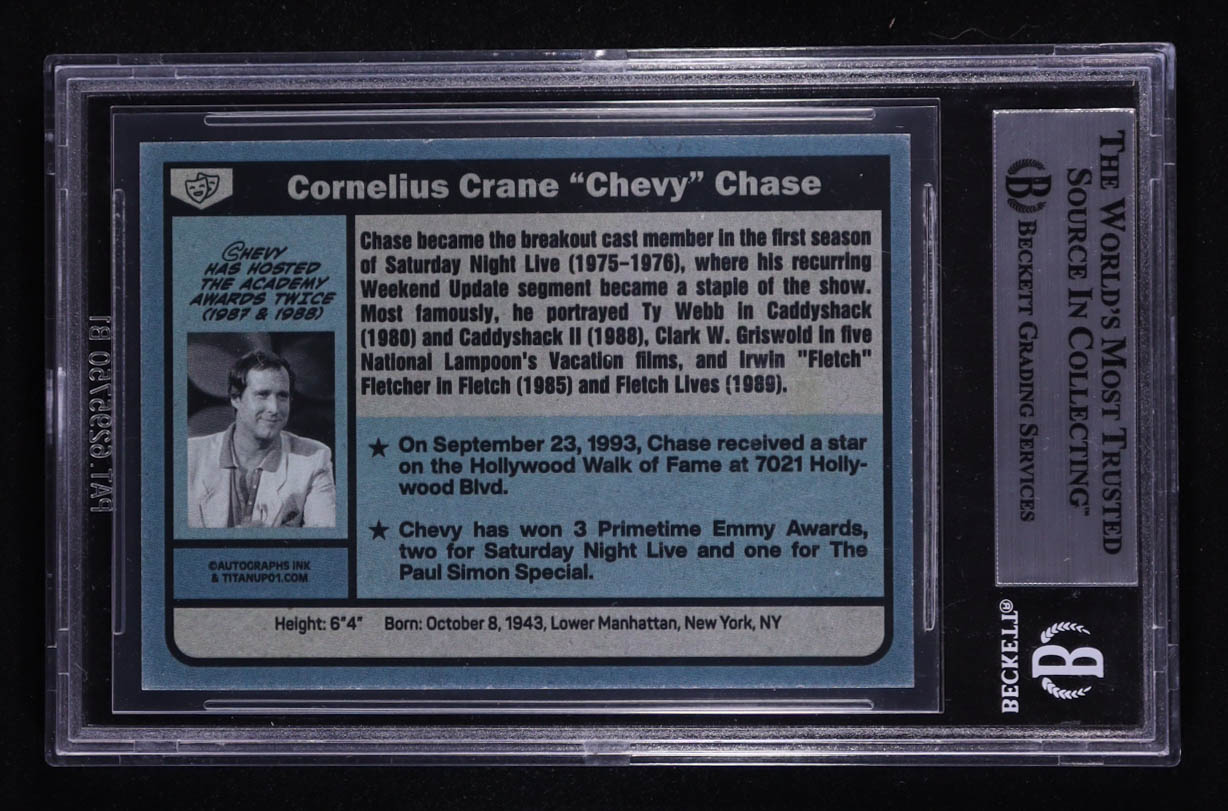 Cornelius Crane “Chevy” Chase
CHEVY
HAS HOSTED
THE ACADEMY
AWARDS TWICE
(1987 & 1988)
©AUTOGRAPHS INK
& TITANUP01.COM
Chase became the breakout cast member in the first season
of Saturday Night Live (1975–1976), where his recurring
Weekend Update segment became a staple of the show.
Most famously, he portrayed Ty Webb in Caddyshack
(1980) and Caddyshack II (1988), Clark W. Griswold in five
National Lampoon's Vacation films, and Irwin "Fletch"
Fletcher in Fletch (1985) and Fletch Lives (1989).
★ On September 23, 1993, Chase received a star
on the Hollywood Walk of Fame at 7021 Holly-
wood Blvd.
★ Chevy has won 3 Primetime Emmy Awards,
two for Saturday Night Live and one for The
Paul Simon Special.
Height: 6"4" Born: October 8, 1943, Lower Manhattan, New York, NY
THE WORLD'S MOST TRUSTED
SOURCE IN COLLECTING™
B BECKETT GRADING SERVICES
BECKETT®
B